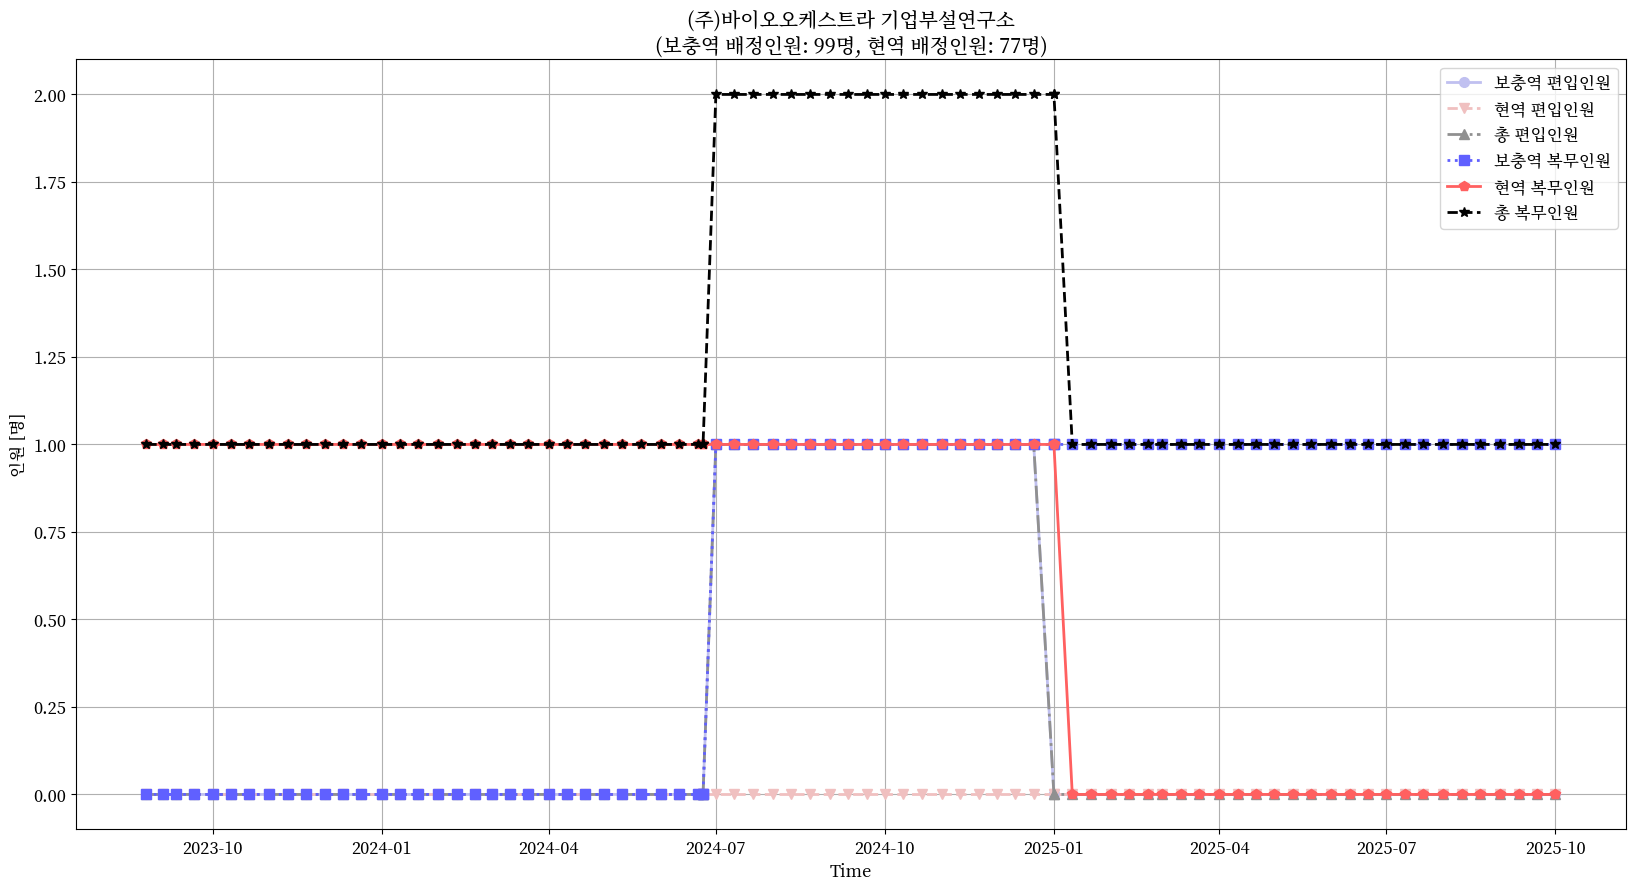 (주)바이오오케스트라 기업부설연구소
(보충역 배정인원: 99명, 현역 배정인원: 77명)
보충역 편입인원
현역 편입인원
총 편입인원
보충역 복무인원
현역 복무인원
총 복무인원
인원 [명]
2.00
1.75
1.50
1.25
1.00
0.75
0.50
0.25
0.00
2023-10
2024-01
2024-04
2024-07
2024-10
2025-01
2025-04
2025-07
2025-10
Time